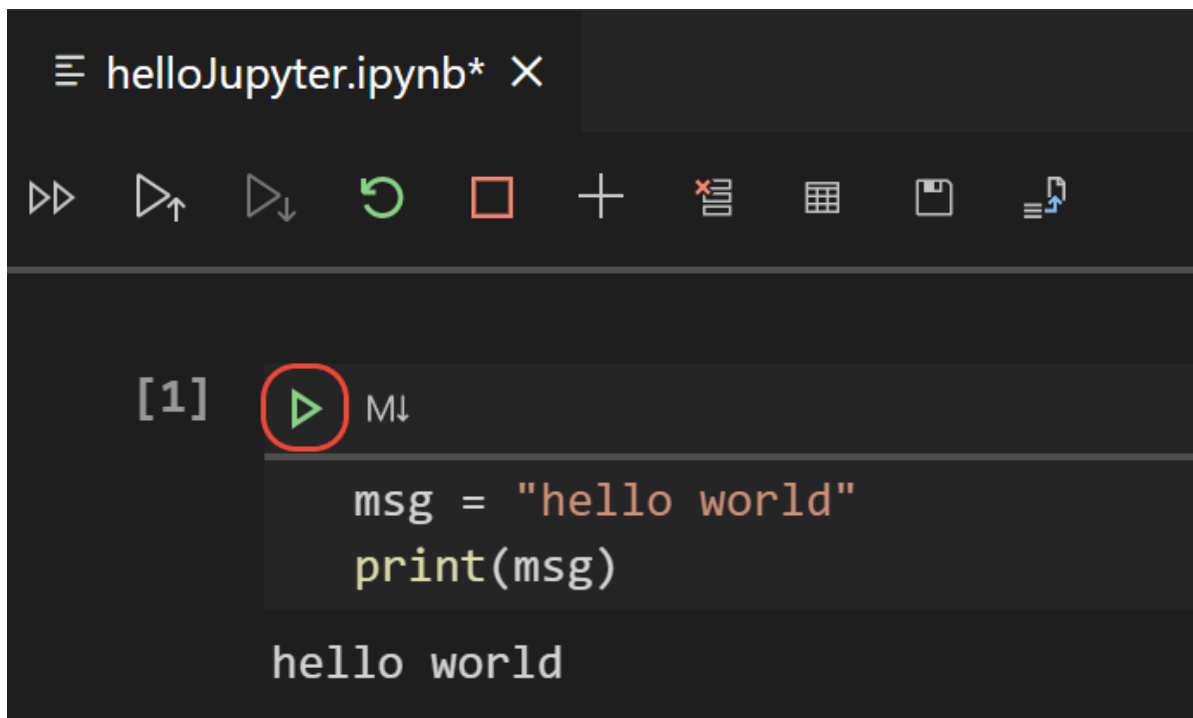 helloJupyter.ipynb*
[1]
M↓
msg = "hello world"
print(msg)
hello world